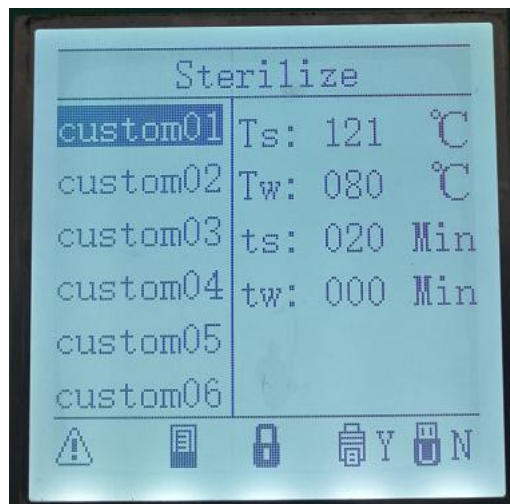 Sterilize
custom01
custom02
custom03
custom04
custom05
custom06
Ts: 121 ℃
Tw: 080 ℃
ts: 020 Min
tw: 000 Min
Y N